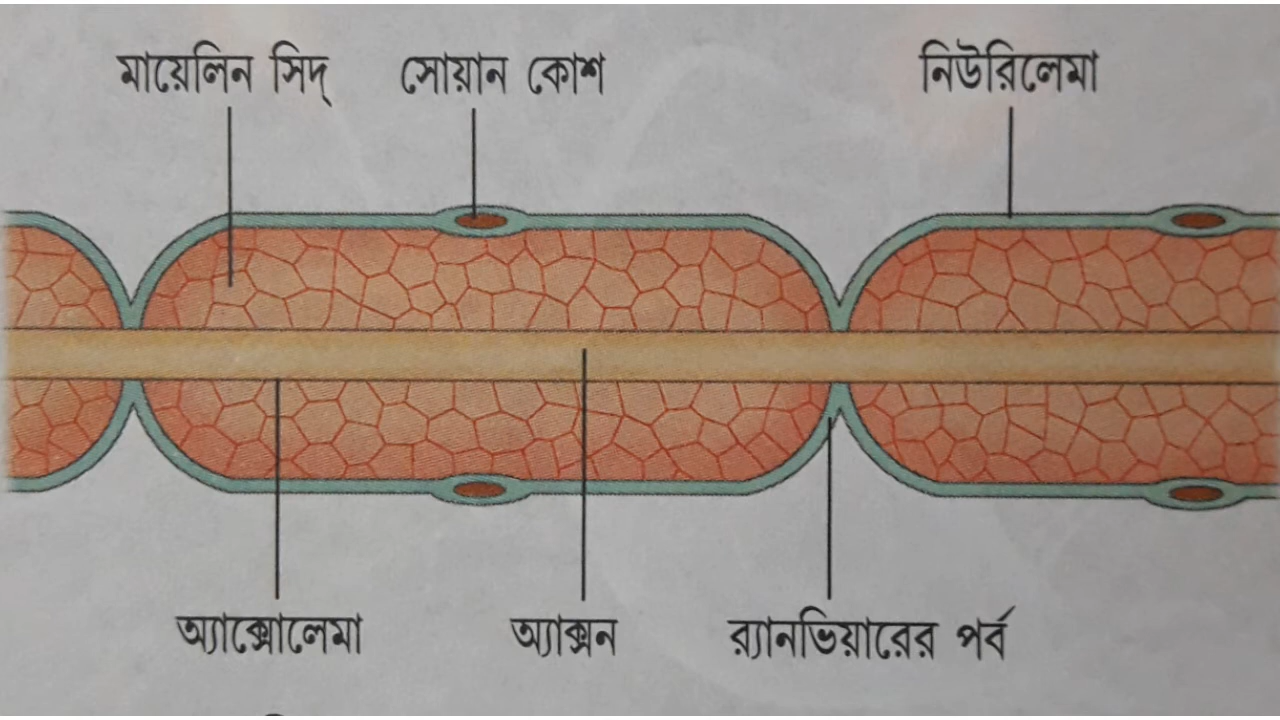 মায়েলিন সিদ্ সোয়ান কোশ নিউরিলেমা
অ্যাক্সোলেমা অ্যাক্সন র‍্যানভিয়ারের পর্ব